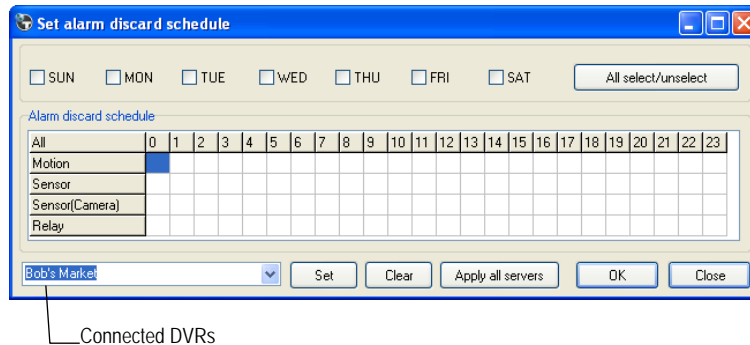 Set alarm discard schedule
SUN MON TUE WED THU FRI SAT All select/unselect
Alarm discard schedule
All 0 1 2 3 4 5 6 7 8 9 10 11 12 13 14 15 16 17 18 19 20 21 22 23
Motion
Sensor
Sensor(Camera)
Relay
Bob's Market Set Clear Apply all servers OK Close
Connected DVRs